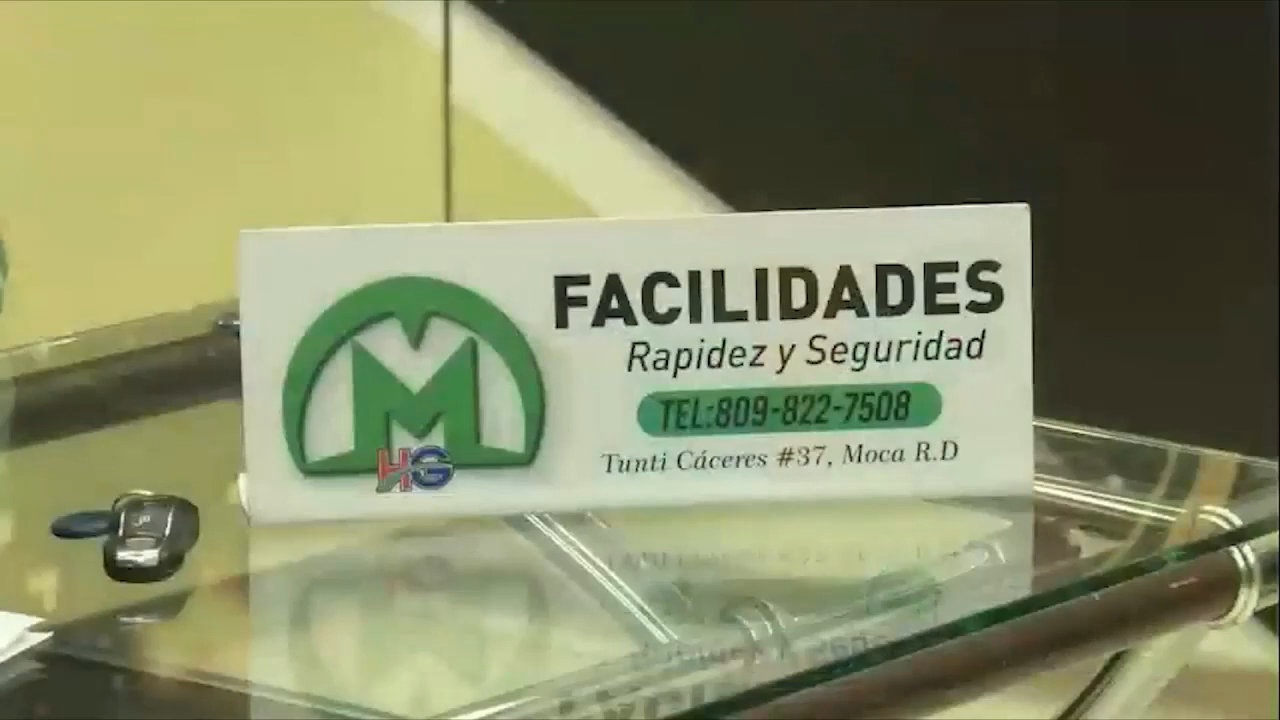 M
HG
FACILIDADES
Rapidez y Seguridad
TEL:809-822-7508
Tunti Cáceres #37, Moca R.D